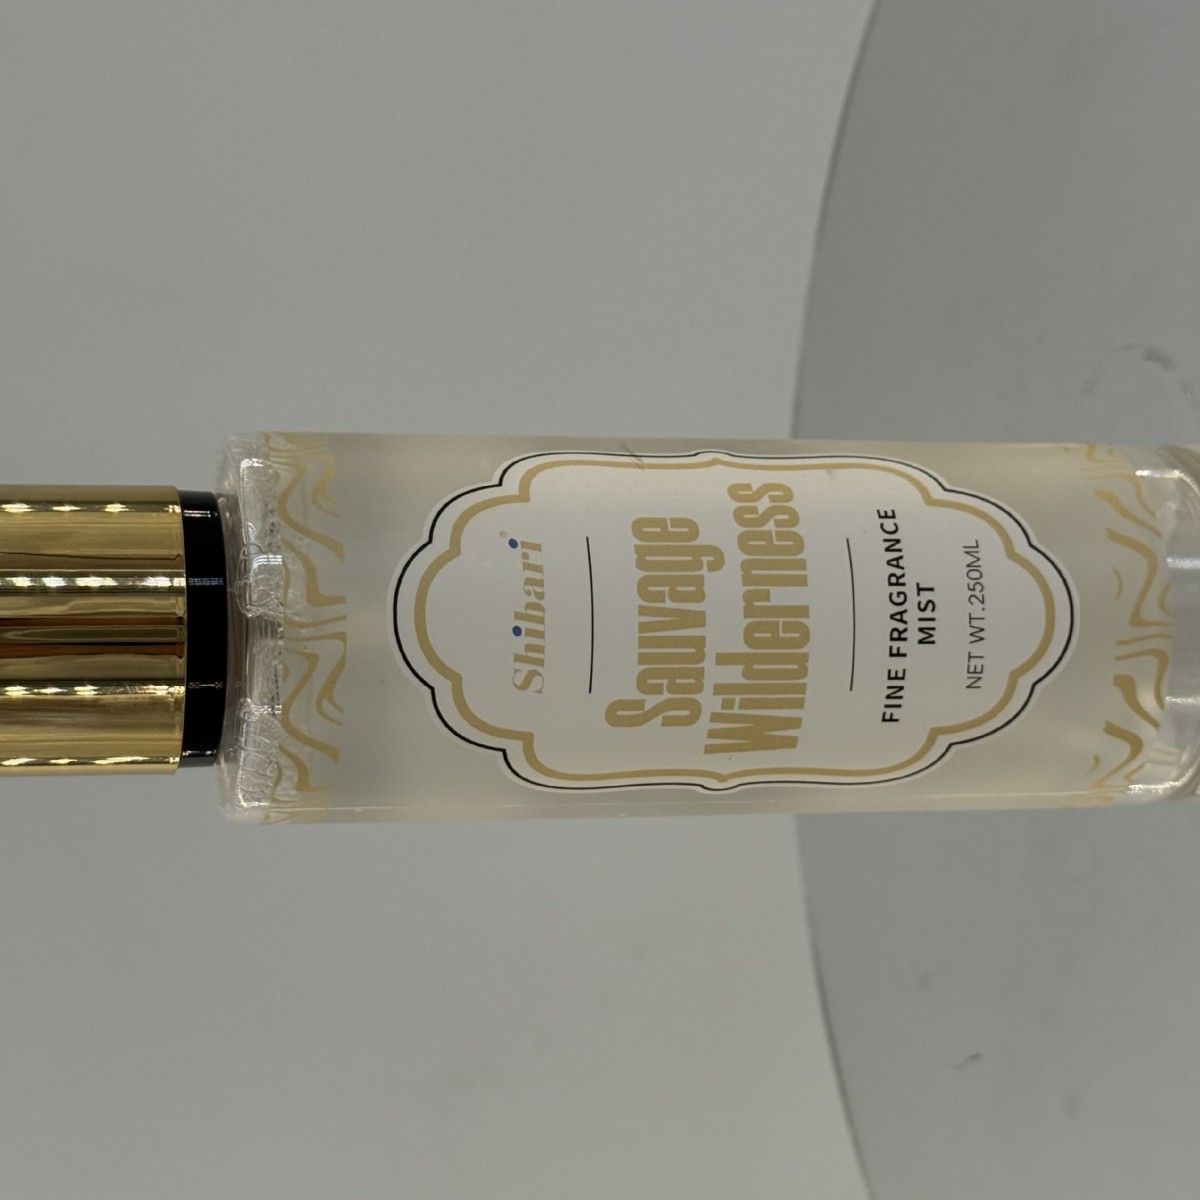 Shibari®
Sauvage
Wilderness
FINE FRAGRANCE
MIST
NET WT.250ML